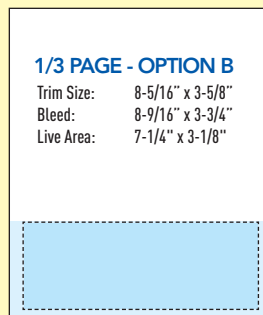 1/3 PAGE - OPTION B
Trim Size: 8-5/16” x 3-5/8”
Bleed: 8-9/16” x 3-3/4”
Live Area: 7-1/4" x 3-1/8"